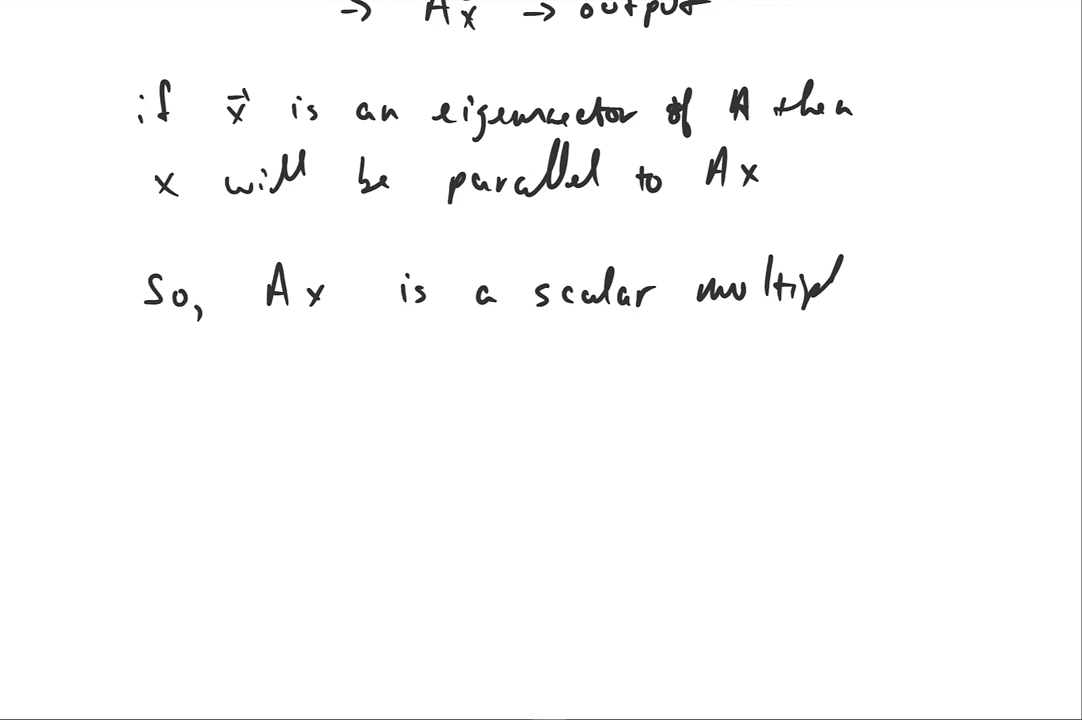 → Ax → output
if x⃗ is an eigenvector of A then
x will be parallel to Ax
So, Ax is a scalar multipl